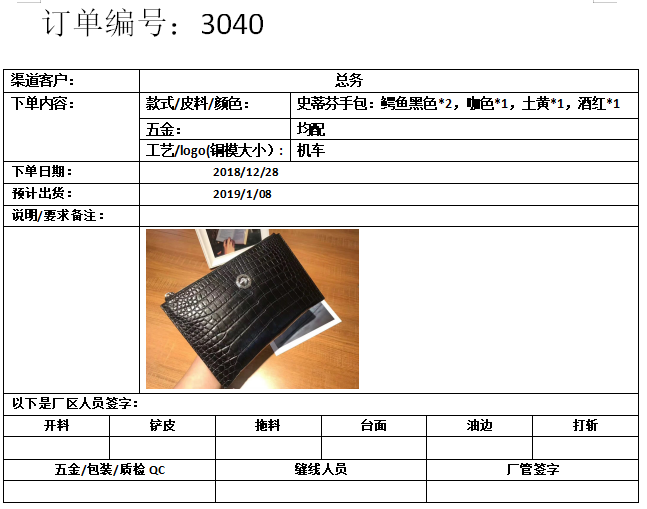 订单编号：3040
渠道客户： 总务
下单内容： 款式/皮料/颜色： 史蒂芬手包：鳄鱼黑色*2，咖色*1，土黄*1，酒红*1
五金： 均配
工艺/logo(铜模大小)： 机车
下单日期： 2018/12/28
预计出货： 2019/1/08
说明/要求备注：
以下是厂区人员签字：
开料 铲皮 拖料 台面 油边 打斩
五金/包装/质检 QC 缝线人员 厂管签字